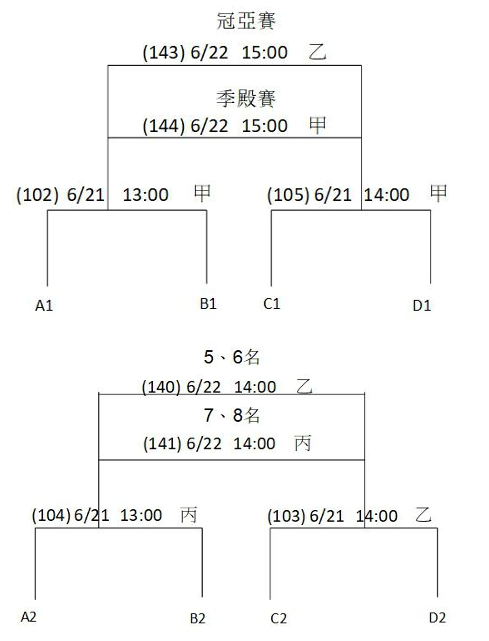 冠亞賽
(143) 6/22 15:00 乙
季殿賽
(144) 6/22 15:00 甲
(102) 6/21 13:00 甲 (105) 6/21 14:00 甲
A1 B1 C1 D1
5、6名
(140) 6/22 14:00 乙
7、8名
(141) 6/22 14:00 丙
(104) 6/21 13:00 丙 (103) 6/21 14:00 乙
A2 B2 C2 D2